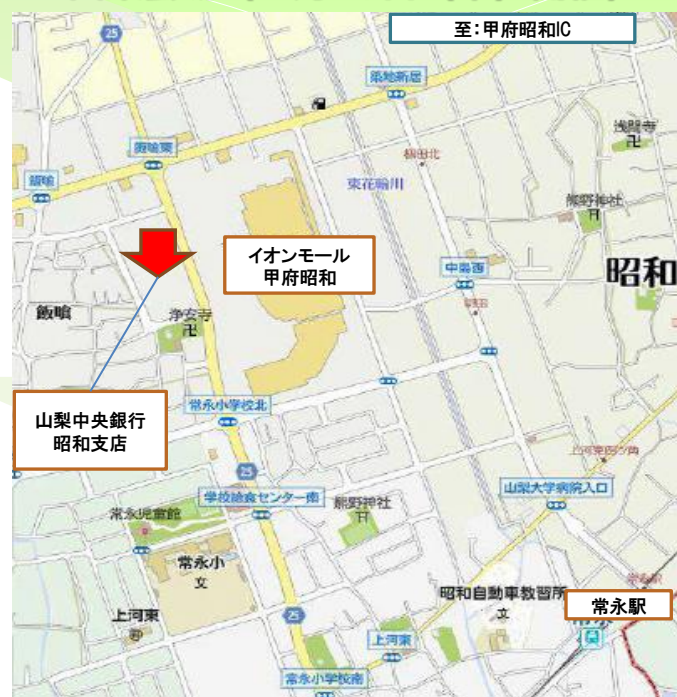 至：甲府昭和IC
25
築地新居
飯喰東
浅間寺
飯喰
東花輪川
熊野神社
イオンモール
甲府昭和
昭和
飯喰
浄安寺
山梨中央銀行
昭和支店
常永小学校北
25
学校給食センター南
熊野神社
山梨大学病院入口
常永児童館
常永小
文
昭和自動車教習所
文
常永駅
上河東
25
上河東
常永小学校南